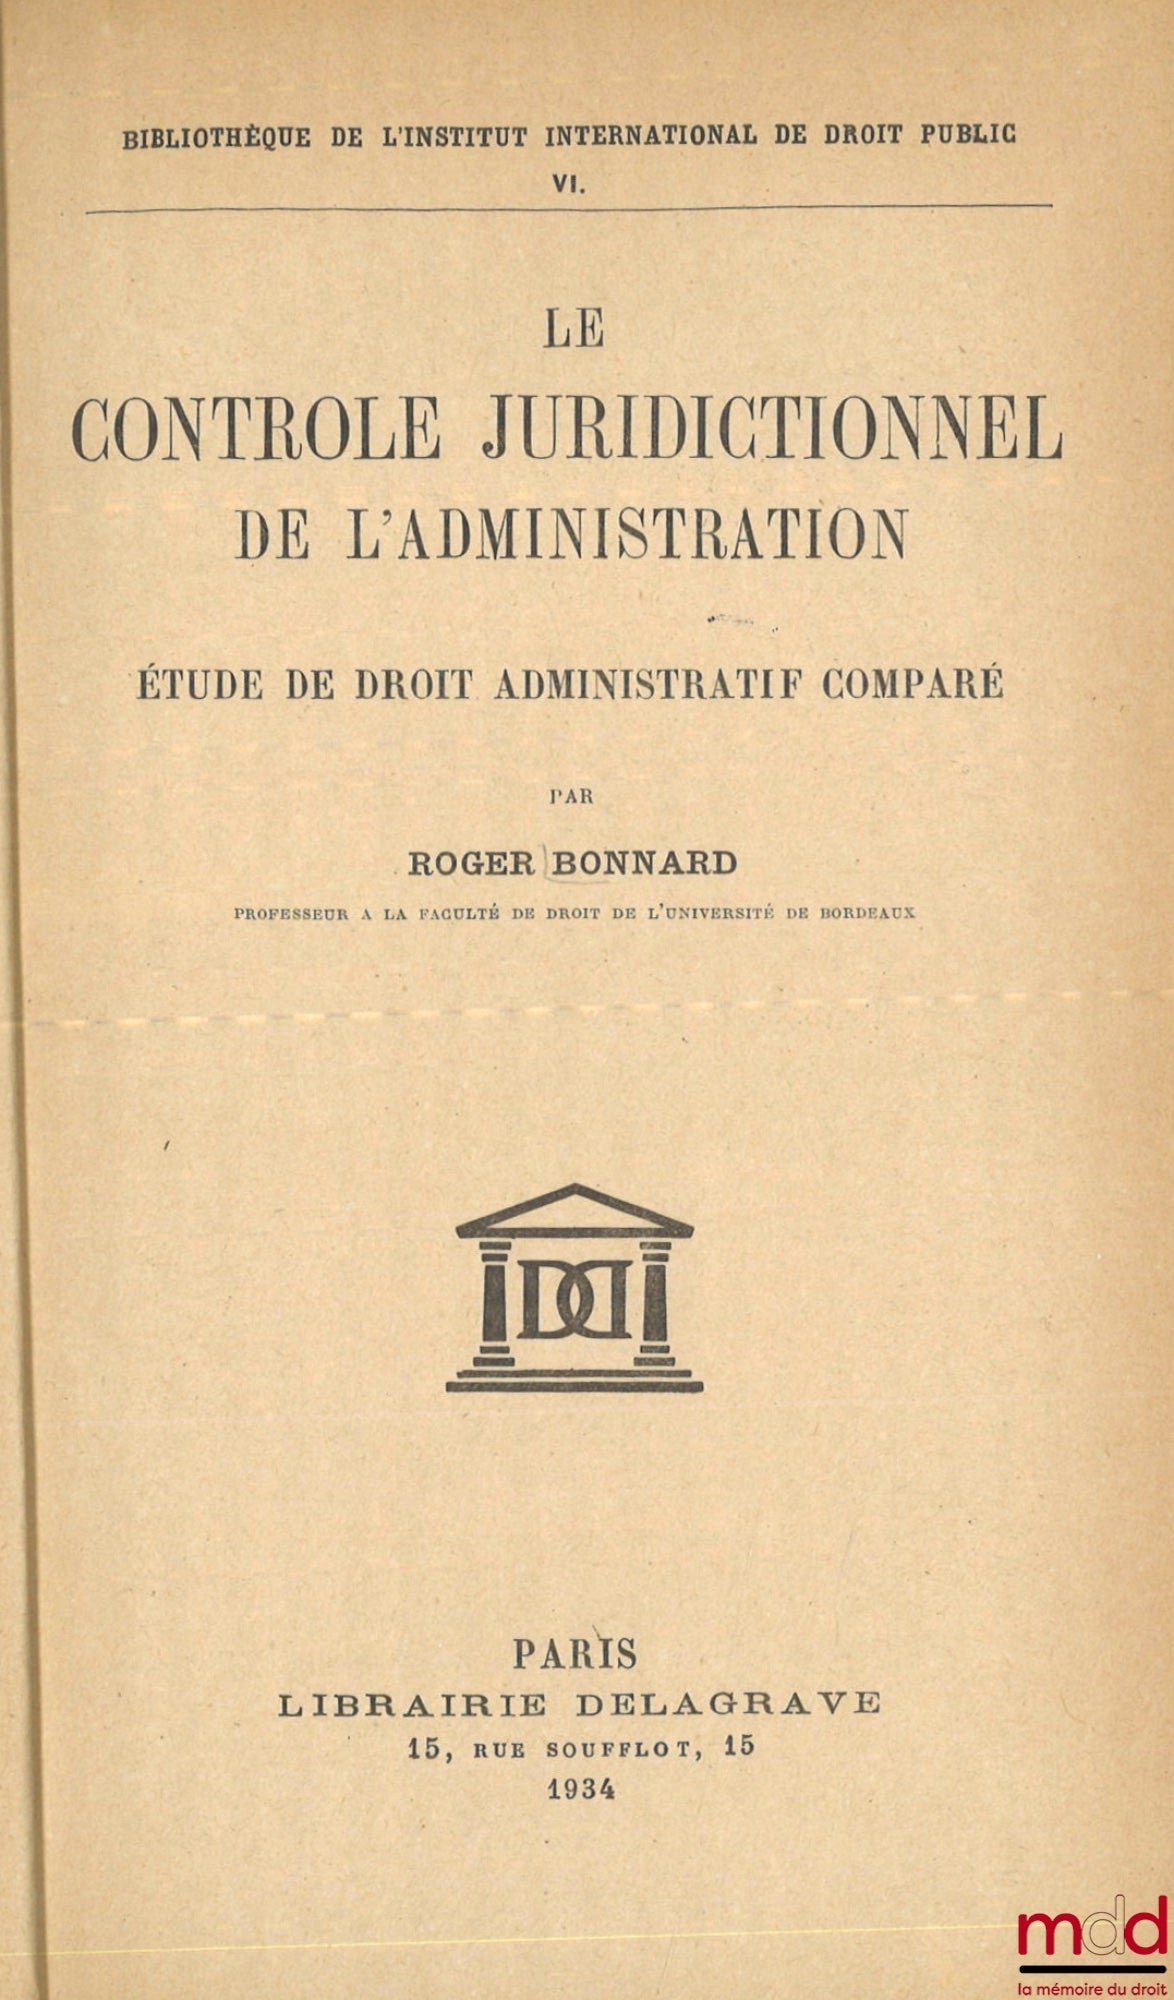 BIBLIOTHÈQUE DE L'INSTITUT INTERNATIONAL DE DROIT PUBLIC
VI.
LE
CONTROLE JURIDICTIONNEL
DE L'ADMINISTRATION
ÉTUDE DE DROIT ADMINISTRATIF COMPARÉ
PAR
ROGER BONNARD
PROFESSEUR A LA FACULTÉ DE DROIT DE L'UNIVERSITÉ DE BORDEAUX
DD
PARIS
LIBRAIRIE DELAGRAVE
15, RUE SOUFFLOT, 15
1934
mdd
la mémoire du droit